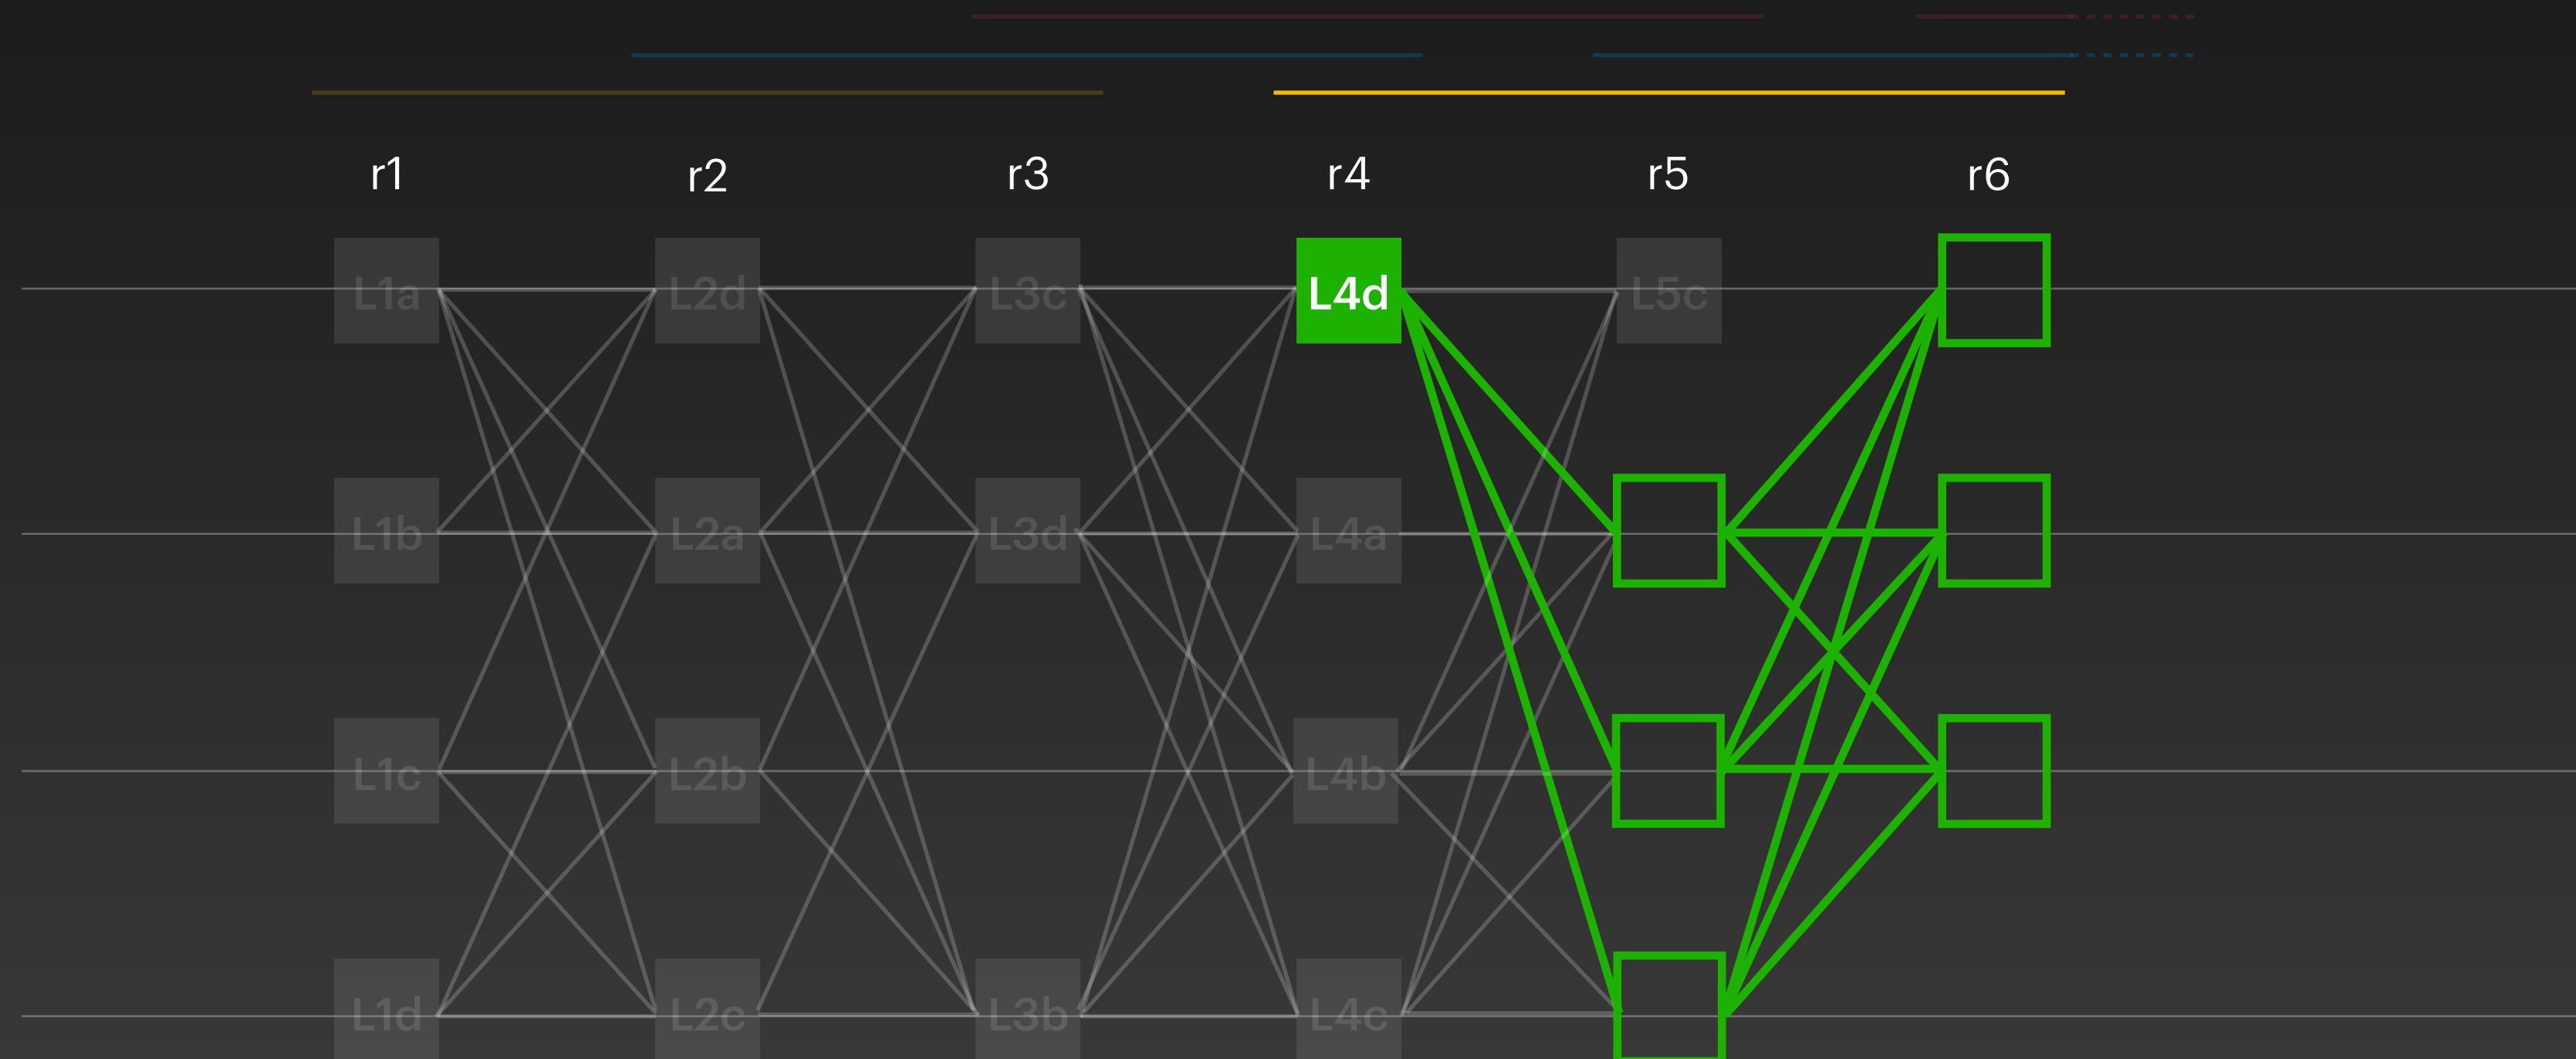 r1 r2 r3 r4 r5 r6
L1a L2d L3c L4d L5c
L1b L2a L3d L4a
L1c L2b L4b
L1d L2c L3b L4c